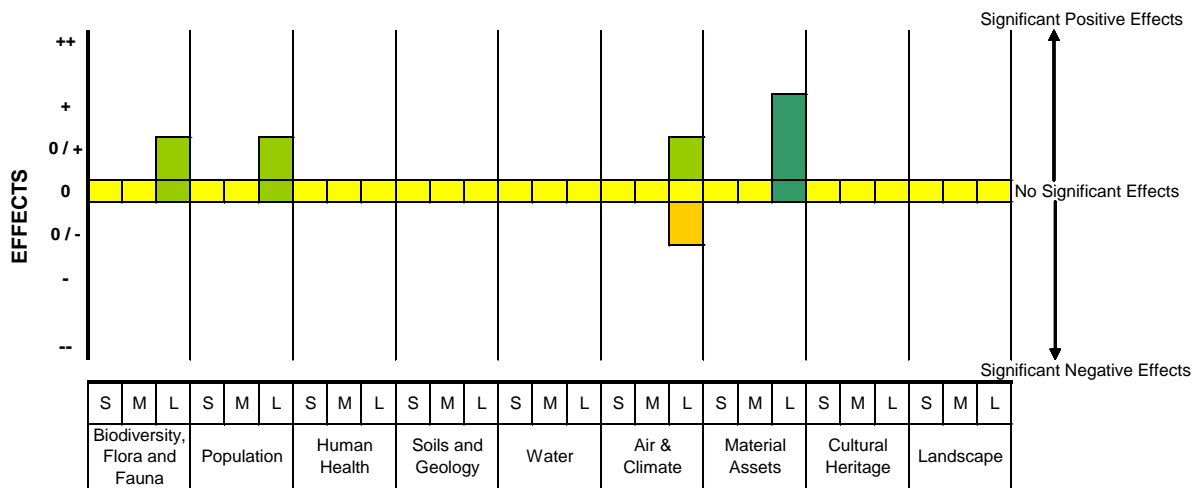 Significant Positive Effects
++
+
0 / +
0
0 / -
-
--
EFFECTS
No Significant Effects
Significant Negative Effects
S M L S M L S M L S M L S M L S M L S M L S M L S M L
Biodiversity,
Flora and
Fauna
Population
Human
Health
Soils and
Geology
Water
Air &
Climate
Material
Assets
Cultural
Heritage
Landscape